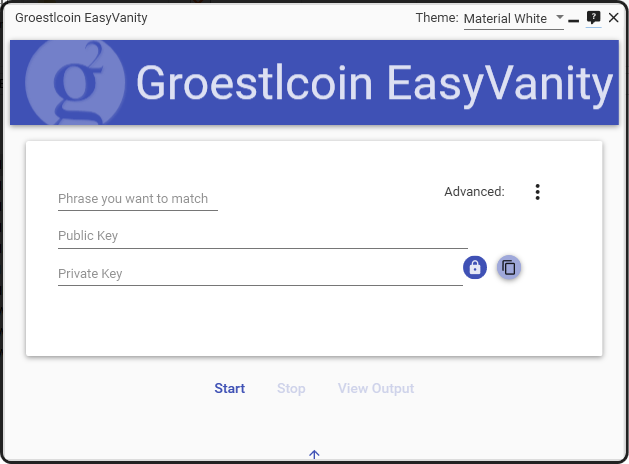 Groestlcoin EasyVanity
Theme: Material White
g2 Groestlcoin EasyVanity
Phrase you want to match
Advanced:
Public Key
Private Key
Start Stop View Output